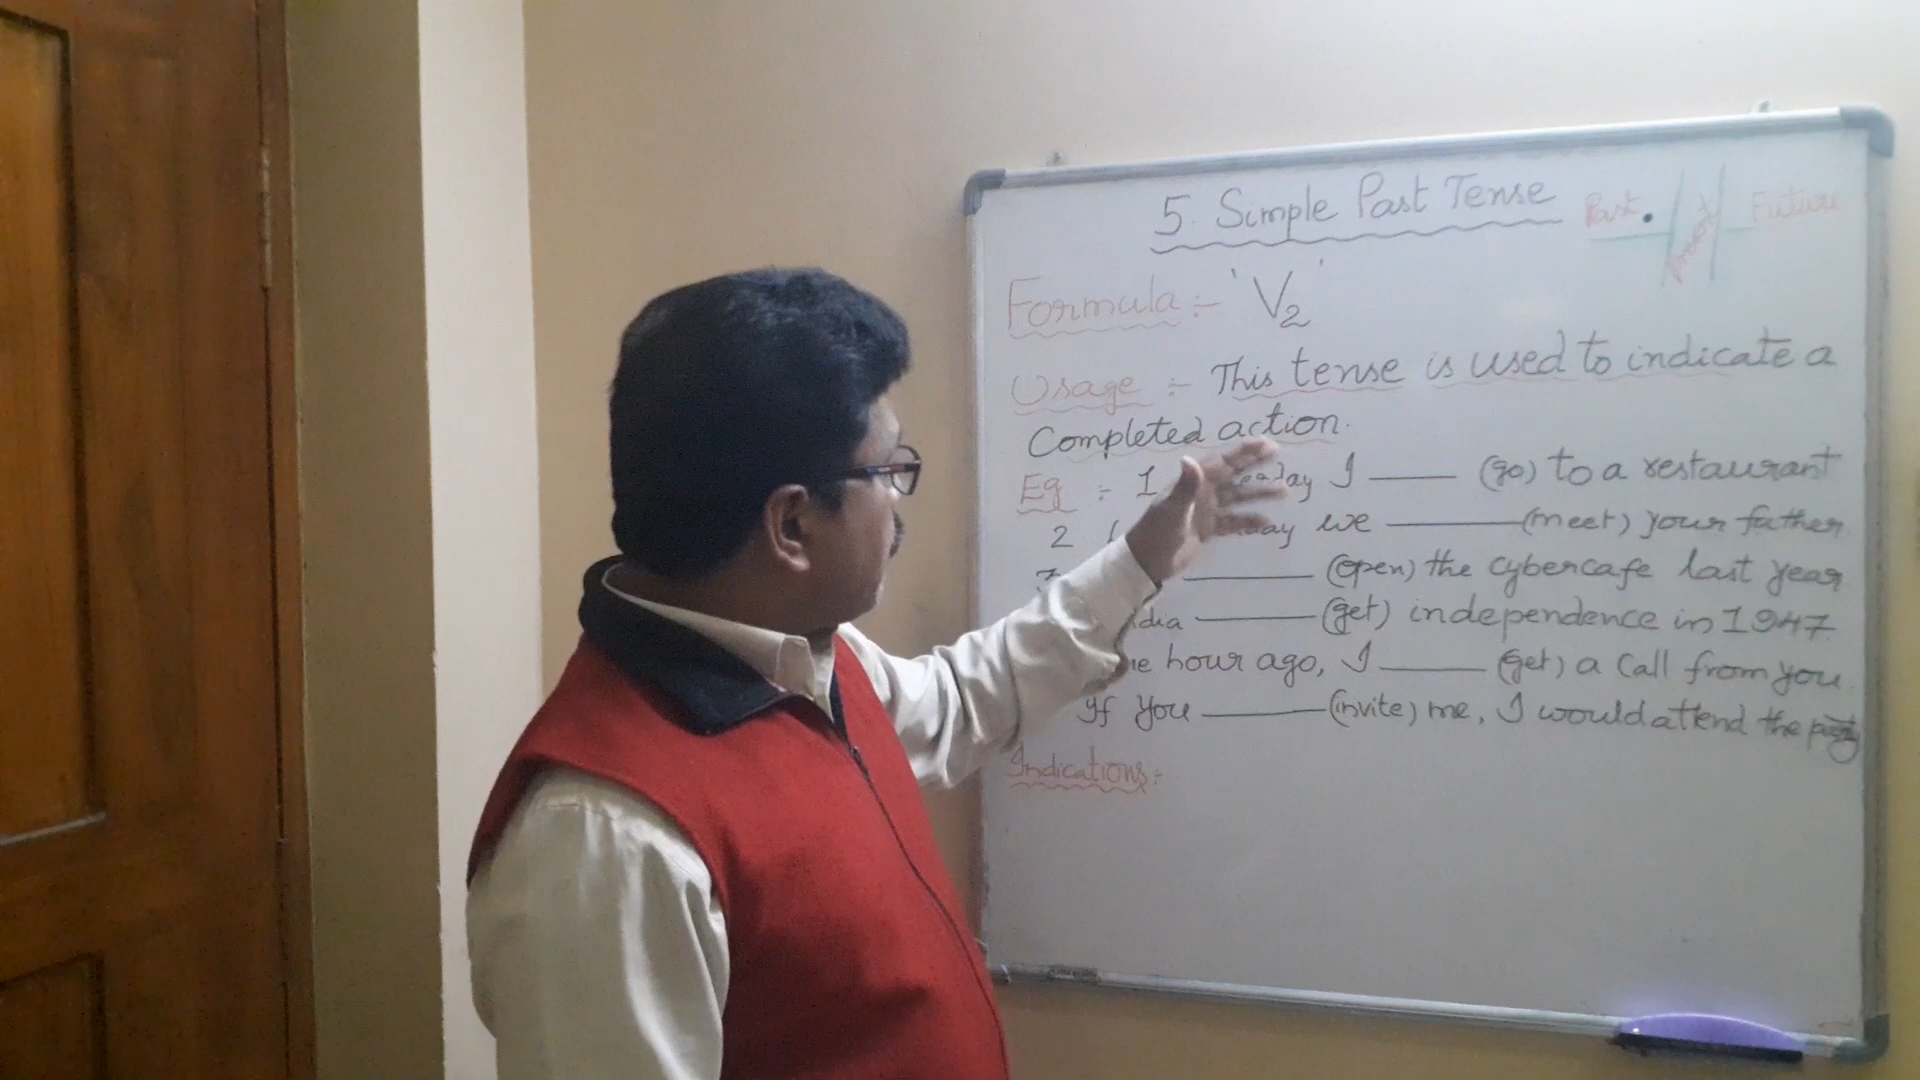 5. Simple Past Tense
Past. Present Future
Formula :- 'V2'
Usage :- This tense is used to indicate a
Completed action.
Eg :- 1 I ____ (go) to a restaurant
2 we ____ (meet) your father
____ (open) the cybercafe last year
____ (get) independence in 1947
hour ago, I ____ (get) a call from you.
If you ____ (invite) me, I would attend the party
Indications:-